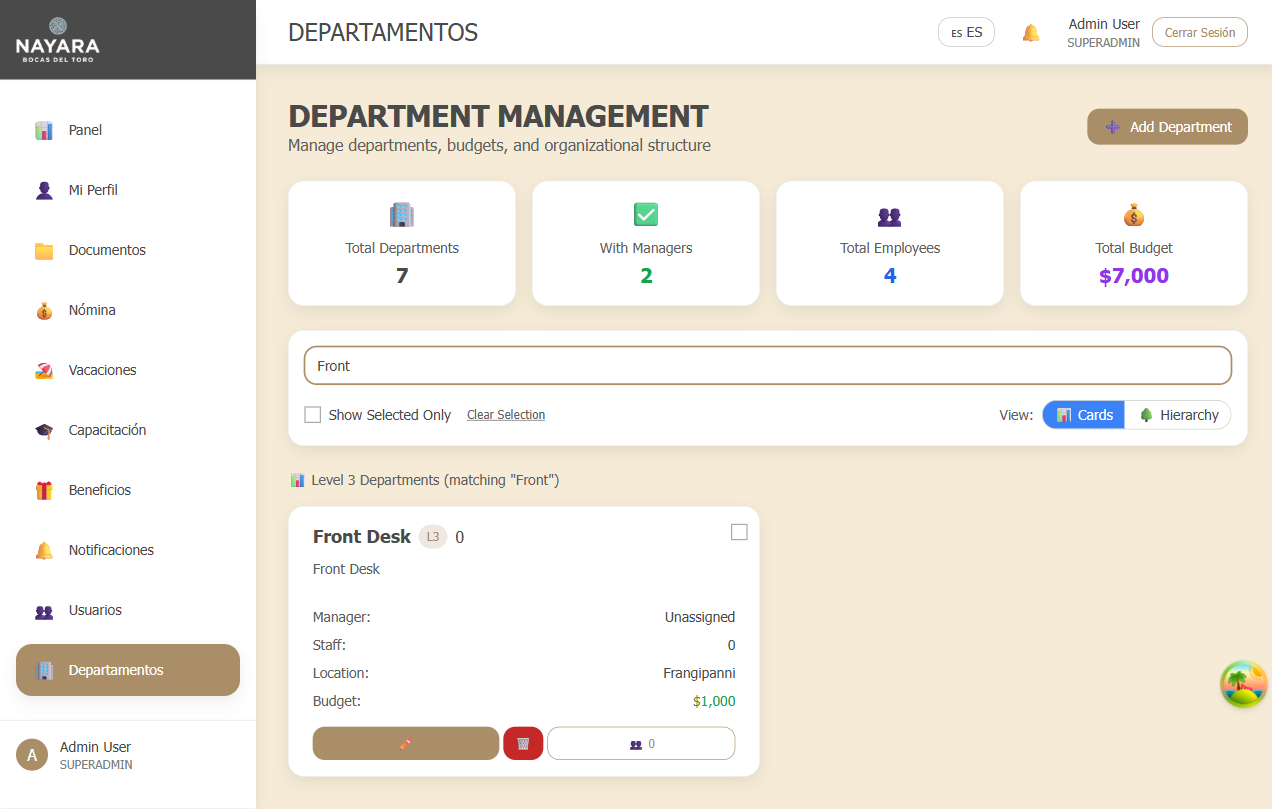 NAYARA
BOCAS DEL TORO
DEPARTAMENTOS
ES ES
Admin User
SUPERADMIN
Cerrar Sesión
Panel
Mi Perfil
Documentos
Nómina
Vacaciones
Capacitación
Beneficios
Notificaciones
Usuarios
Departamentos
A
Admin User
SUPERADMIN
DEPARTMENT MANAGEMENT
Manage departments, budgets, and organizational structure
Add Department
Total Departments
7
With Managers
2
Total Employees
4
Total Budget
$7,000
Front
Show Selected Only Clear Selection
View: Cards Hierarchy
Level 3 Departments (matching "Front")
Front Desk L3 0
Front Desk
Manager: Unassigned
Staff: 0
Location: Frangipanni
Budget: $1,000
0